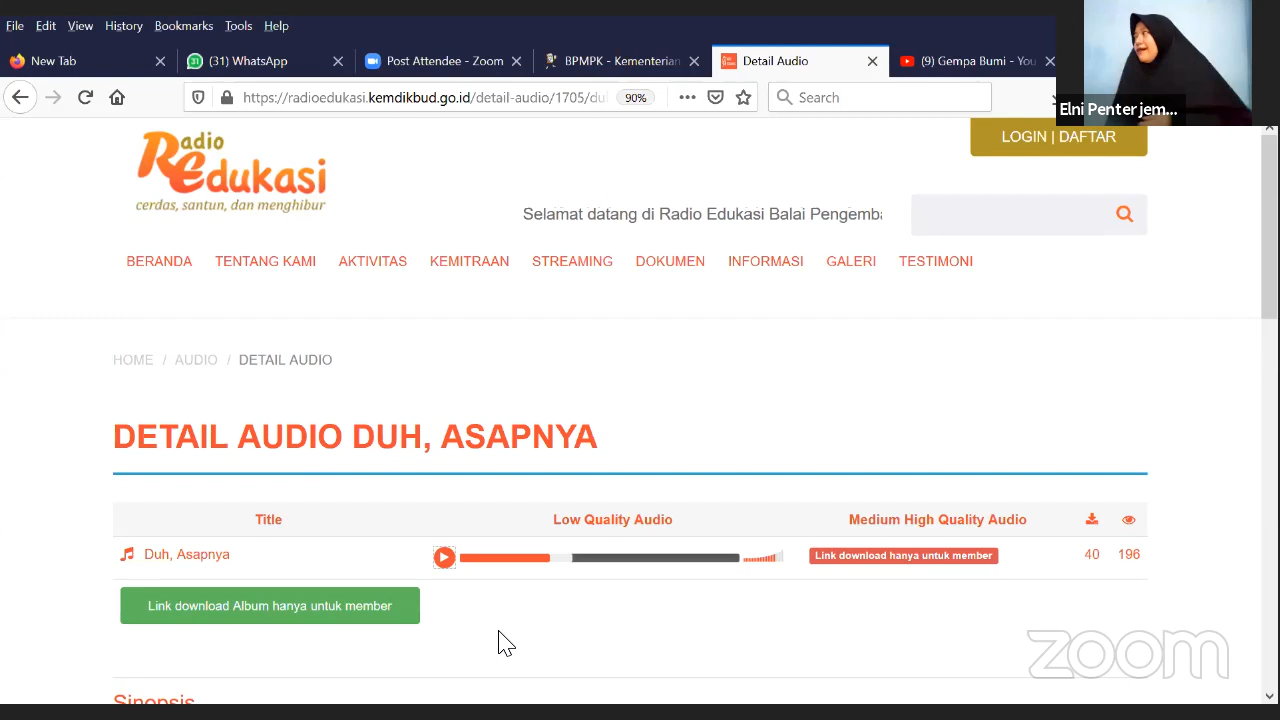 File Edit View History Bookmarks Tools Help
New Tab
(31) WhatsApp
Post Attendee - Zoom
BPMPK - Kementerian
Detail Audio
(9) Gempa Bumi - You
https://radioedukasi.kemdikbud.go.id/detail-audio/1705/du
90%
Search
Elni Penterjem...
Radio Edukasi
cerdas, santun, dan menghibur
LOGIN | DAFTAR
Selamat datang di Radio Edukasi Balai Pengemba
BERANDA TENTANG KAMI AKTIVITAS KEMITRAAN STREAMING DOKUMEN INFORMASI GALERI TESTIMONI
HOME / AUDIO / DETAIL AUDIO
DETAIL AUDIO DUH, ASAPNYA
Title Low Quality Audio Medium High Quality Audio
Duh, Asapnya Link download hanya untuk member 40 196
Link download Album hanya untuk member
zoom
Sinopsis